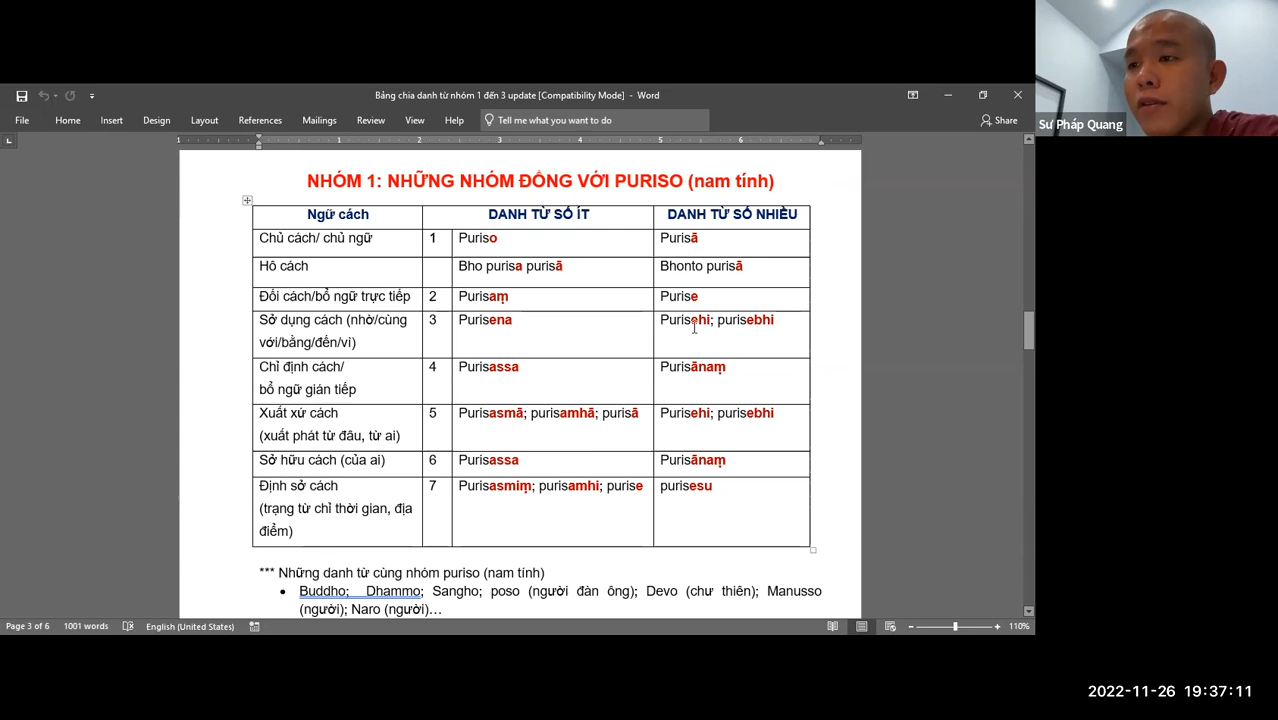 Bảng chia danh từ nhóm 1 đến 3 update [Compatibility Mode] - Word
File Home Insert Design Layout References Mailings Review View Help Tell me what you want to do Share
Sư Pháp Quang
1 1 2 3 4 5 6
NHÓM 1: NHỮNG NHÓM ĐỒNG VỚI PURISO (nam tính)
Ngữ cách DANH TỪ SỐ ÍT DANH TỪ SỐ NHIỀU
Chủ cách/ chủ ngữ 1 Puriso Purisā
Hô cách Bho purisa purisā Bhonto purisā
Đối cách/bổ ngữ trực tiếp 2 Purisaṃ Purise
Sở dụng cách (nhờ/cùng 3 Purisena Purisehi; purisebhi
với/bằng/đến/vì)
Chỉ định cách/ 4 Purisassa Purisānaṃ
bổ ngữ gián tiếp
Xuất xứ cách 5 Purisasmā; purisamhā; purisā Purisehi; purisebhi
(xuất phát từ đâu, từ ai)
Sở hữu cách (của ai) 6 Purisassa Purisānaṃ
Định sở cách 7 Purisasmiṃ; purisamhi; purise purisesu
(trạng từ chỉ thời gian, địa
điểm)
*** Những danh từ cùng nhóm puriso (nam tính)
• Buddho; Dhammo; Sangho; poso (người đàn ông); Devo (chư thiên); Manusso
(người); Naro (người)…
Page 3 of 6 1001 words English (United States) 110%
2022-11-26 19:37:11